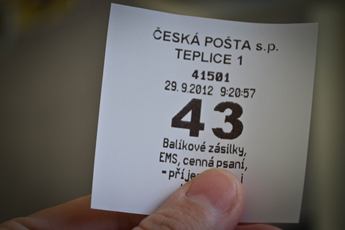 ČESKÁ POŠTA s.p.
TEPLICE 1
41501
29.9.2012 9:20:57
43
Balíkové zásilky,
EMS, cenná psaní,